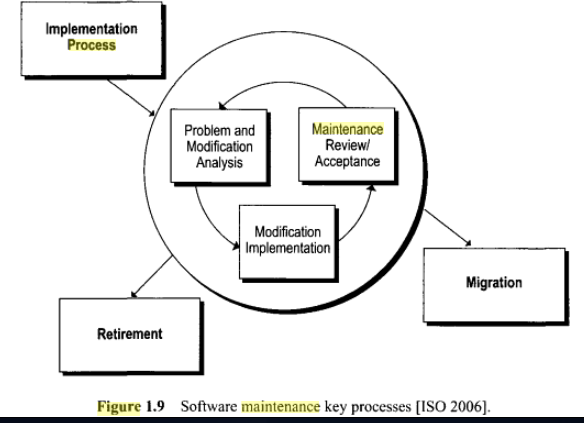 Implementation
Process
Problem and
Modification
Analysis
Maintenance
Review/
Acceptance
Modification
Implementation
Migration
Retirement
Figure 1.9 Software maintenance key processes [ISO 2006].